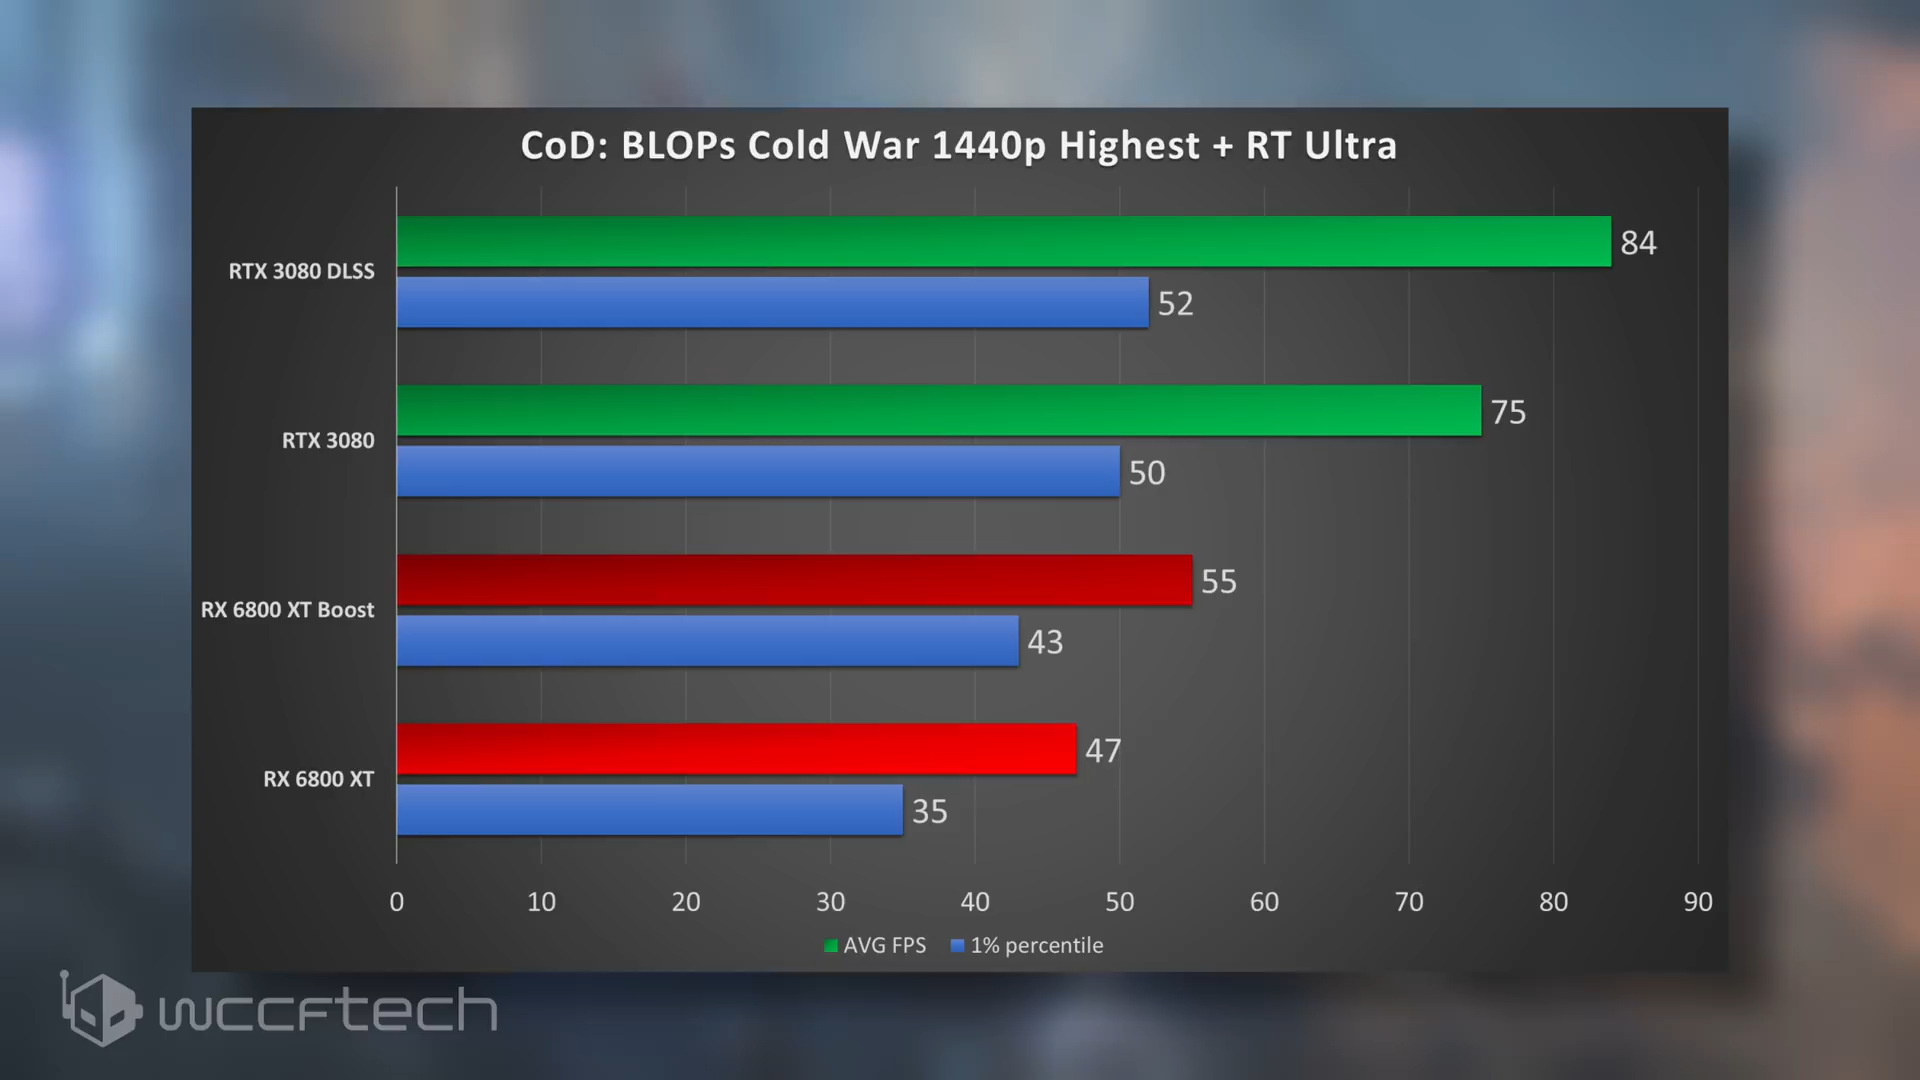 CoD: BLOPs Cold War 1440p Highest + RT Ultra
RTX 3080 DLSS
84
52
RTX 3080
75
50
RX 6800 XT Boost
55
43
RX 6800 XT
47
35
0 10 20 30 40 50 60 70 80 90
AVG FPS 1% percentile
wccftech